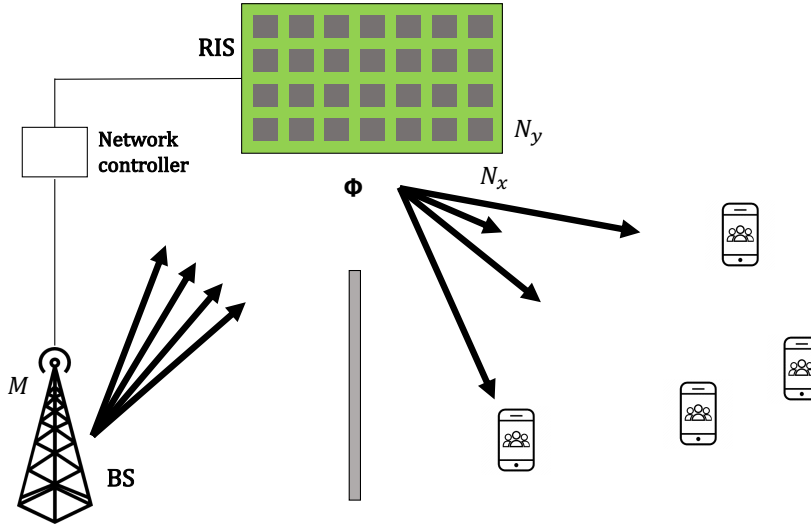 RIS
N_y
Network
controller
Φ
N_x
M
BS